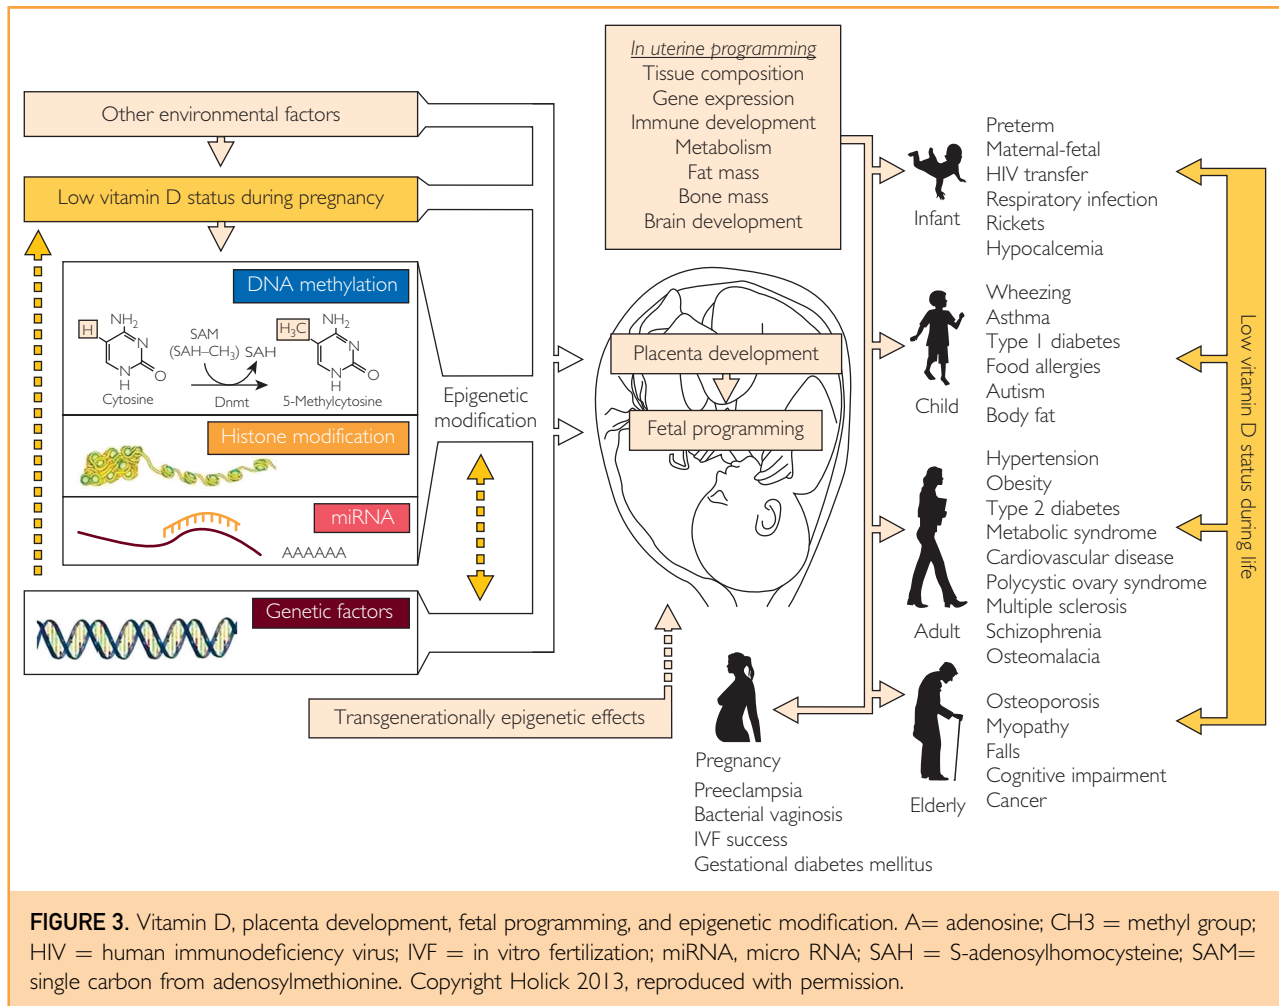 In uterine programming
Tissue composition
Gene expression
Immune development
Metabolism
Fat mass
Bone mass
Brain development
Other environmental factors
Low vitamin D status during pregnancy
DNA methylation
H
NH2
N
O
N
H
Cytosine
SAM
(SAH–CH3)
SAH
Dnmt
H3C
NH2
N
O
N
H
5-Methylcytosine
Histone modification
miRNA
AAAAAA
Genetic factors
Epigenetic
modification
Placenta development
Fetal programming
Transgenerationally epigenetic effects
Infant
Preterm
Maternal-fetal
HIV transfer
Respiratory infection
Rickets
Hypocalcemia
Child
Wheezing
Asthma
Type 1 diabetes
Food allergies
Autism
Body fat
Adult
Hypertension
Obesity
Type 2 diabetes
Metabolic syndrome
Cardiovascular disease
Polycystic ovary syndrome
Multiple sclerosis
Schizophrenia
Osteomalacia
Elderly
Osteoporosis
Myopathy
Falls
Cognitive impairment
Cancer
Pregnancy
Preeclampsia
Bacterial vaginosis
IVF success
Gestational diabetes mellitus
Low vitamin D status during life
FIGURE 3. Vitamin D, placenta development, fetal programming, and epigenetic modification. A= adenosine; CH3 = methyl group;
HIV = human immunodeficiency virus; IVF = in vitro fertilization; miRNA, micro RNA; SAH = S-adenosylhomocysteine; SAM=
single carbon from adenosylmethionine. Copyright Holick 2013, reproduced with permission.